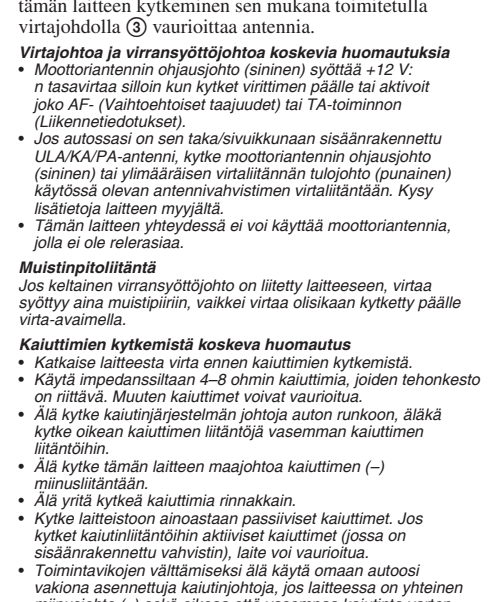 tämän laitteen kytkeminen sen mukana toimitetulla
virtajohdolla ③ vaurioittaa antennia.
Virtajohtoa ja virransyöttöjohtoa koskevia huomautuksia
• Moottoriantennin ohjausjohto (sininen) syöttää +12 V:
n tasavirtaa silloin kun kytket virittimen päälle tai aktivoit
joko AF- (Vaihtoehtoiset taajuudet) tai TA-toiminnon
(Liikennetiedotukset).
• Jos autossasi on sen taka/sivuikkunaan sisäänrakennettu
ULA/KA/PA-antenni, kytke moottoriantennin ohjausjohto
(sininen) tai ylimääräisen virtaliitännän tulojohto (punainen)
käytössä olevan antennivahvistimen virtaliitäntään. Kysy
lisätietoja laitteen myyjältä.
• Tämän laitteen yhteydessä ei voi käyttää moottoriantennia,
jolla ei ole relerasiaa.
Muistinpitoliitäntä
Jos keltainen virransyöttöjohto on liitetty laitteeseen, virtaa
syöttyy aina muistipiiriin, vaikkei virtaa olisikaan kytketty päälle
virta-avaimella.
Kaiuttimien kytkemistä koskeva huomautus
• Katkaise laitteesta virta ennen kaiuttimien kytkemistä.
• Käytä impedanssiltaan 4–8 ohmin kaiuttimia, joiden tehonkesto
on riittävä. Muuten kaiuttimet voivat vaurioitua.
• Älä kytke kaiutinjärjestelmän johtoja auton runkoon, äläkä
kytke oikean kaiuttimen liitäntöjä vasemman kaiuttimen
liitäntöihin.
• Älä kytke tämän laitteen maajohtoa kaiuttimen (–)
miinusliitäntään.
• Älä yritä kytkeä kaiuttimia rinnakkain.
• Kytke laitteistoon ainoastaan passiiviset kaiuttimet. Jos
kytket kaiutinliitäntöihin aktiiviset kaiuttimet (jossa on
sisäänrakennettu vahvistin), laite voi vaurioitua.
• Toimintavikojen välttämiseksi älä käytä omaan autoosi
vakiona asennettuja kaiutinjohtoja, jos laitteessa on yhteinen